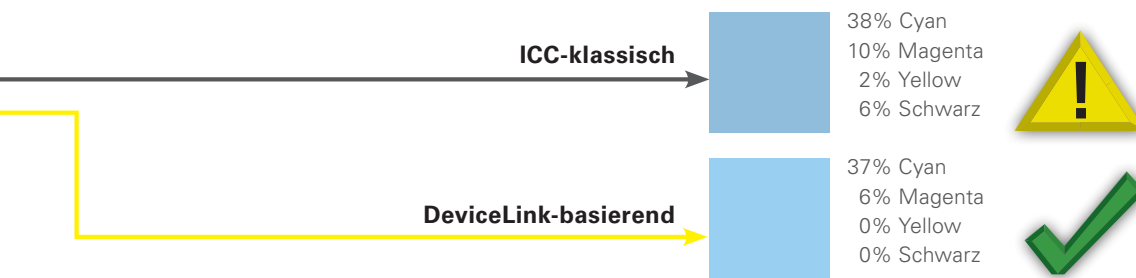 ICC-klassisch
38% Cyan
10% Magenta
2% Yellow
6% Schwarz
!
DeviceLink-basierend
37% Cyan
6% Magenta
0% Yellow
0% Schwarz